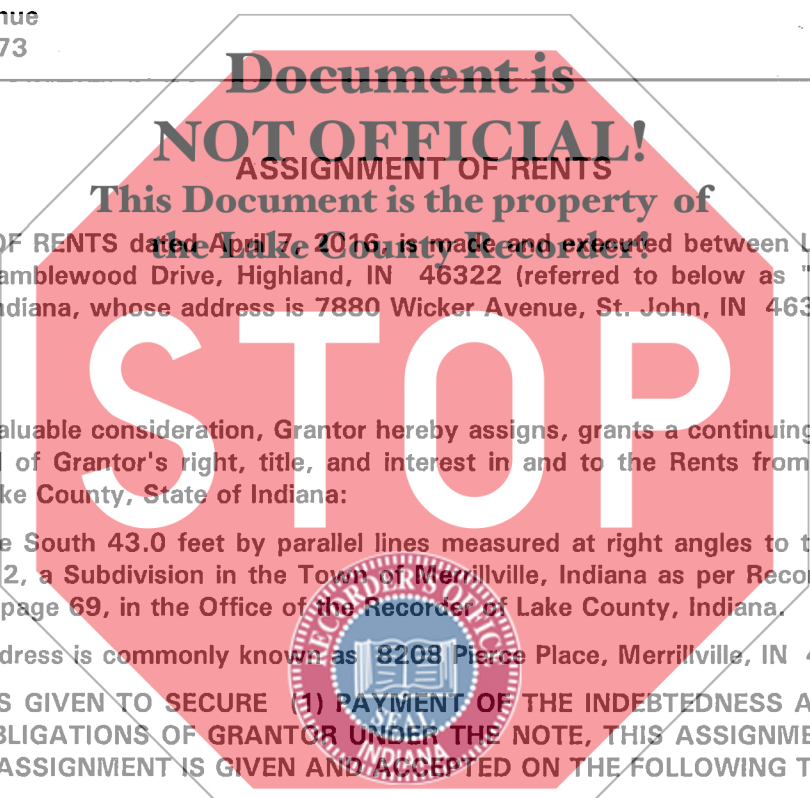 nue
73
Document is
NOT OFFICIAL!
ASSIGNMENT OF RENTS
This Document is the property of
the Lake County Recorder!
OF RENTS dated April 7, 2016, is made and executed between L
amblewood Drive, Highland, IN 46322 (referred to below as "
ndiana, whose address is 7880 Wicker Avenue, St. John, IN 463
STOP
aluable consideration, Grantor hereby assigns, grants a continuing
of Grantor's right, title, and interest in and to the Rents from
ke County, State of Indiana:
e South 43.0 feet by parallel lines measured at right angles to t
2, a Subdivision in the Town of Merrillville, Indiana as per Reco
page 69, in the Office of the Recorder of Lake County, Indiana.
dress is commonly known as 8208 Pierce Place, Merrillville, IN 4
S GIVEN TO SECURE (1) PAYMENT OF THE INDEBTEDNESS A
BLIGATIONS OF GRANTOR UNDER THE NOTE, THIS ASSIGNME
ASSIGNMENT IS GIVEN AND ACCEPTED ON THE FOLLOWING T
RECORDER'S OFFICE
SEAL
INDIANA